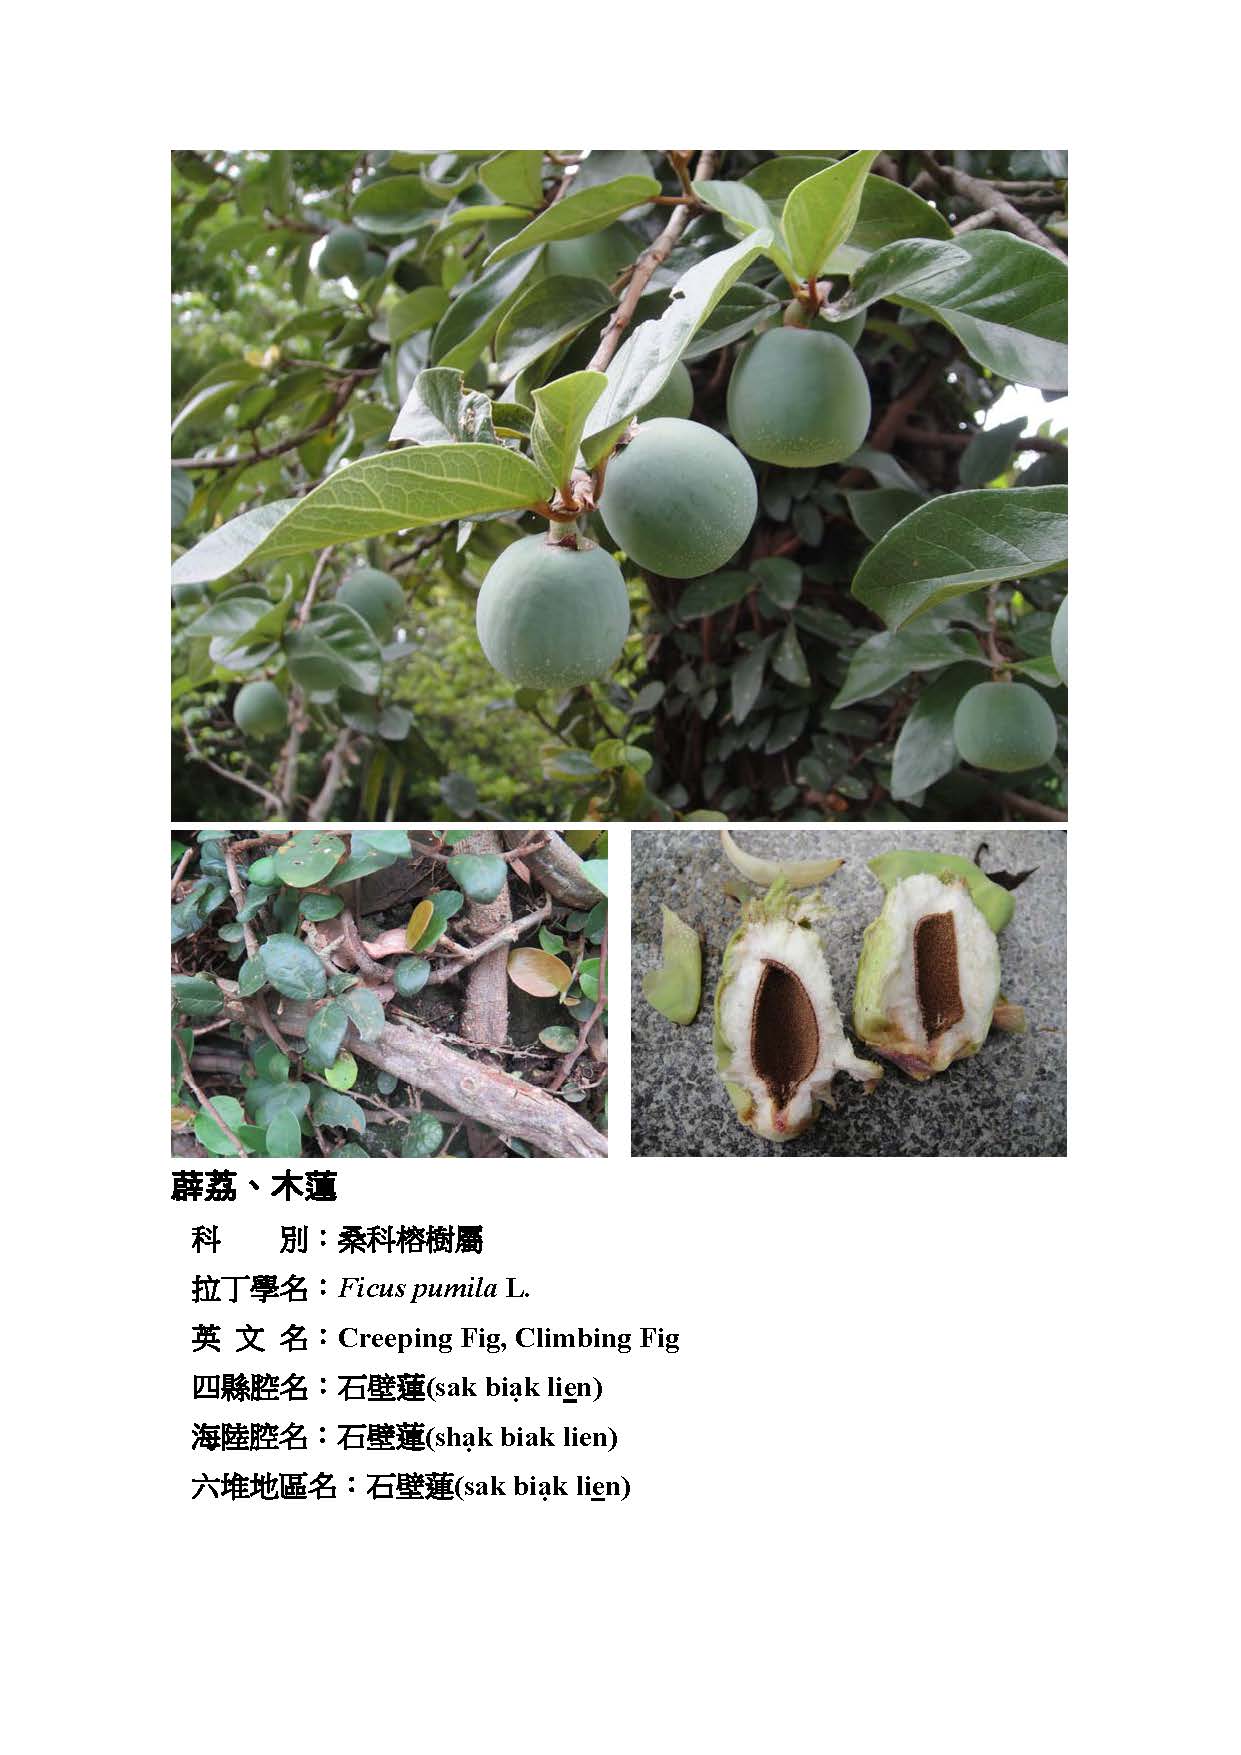 薜荔、木蓮
科　　別：桑科榕樹屬
拉丁學名：Ficus pumila L.
英 文 名：Creeping Fig, Climbing Fig
四縣腔名：石壁蓮(sak biạk li<u>e</u>n)
海陸腔名：石壁蓮(shạk biak lien)
六堆地區名：石壁蓮(sak biạk li<u>e</u>n)